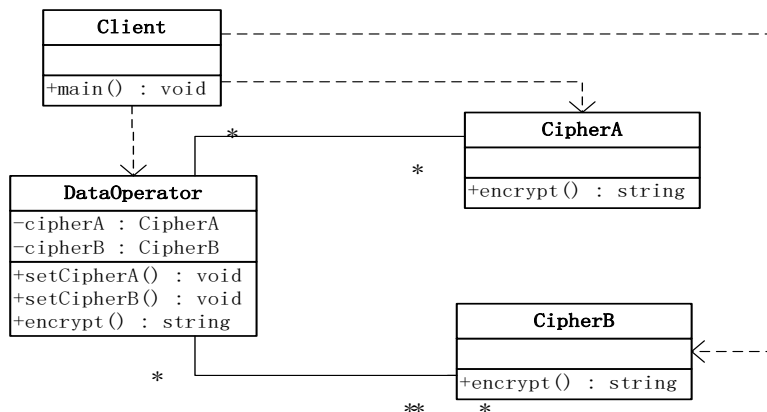 Client
+main() : void
*
CipherA
*
+encrypt() : string
DataOperator
-cipherA : CipherA
-cipherB : CipherB
+setCipherA() : void
+setCipherB() : void
+encrypt() : string
CipherB
*
+encrypt() : string
**
*